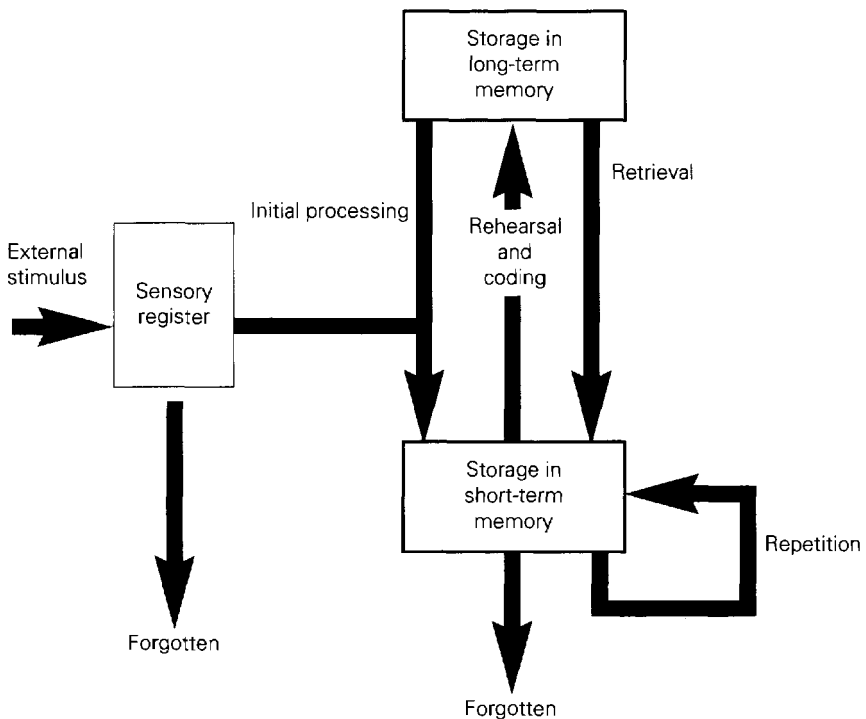 Storage in
long-term
memory
Retrieval
Initial processing
Rehearsal
and
coding
External
stimulus
Sensory
register
Storage in
short-term
memory
Repetition
Forgotten
Forgotten